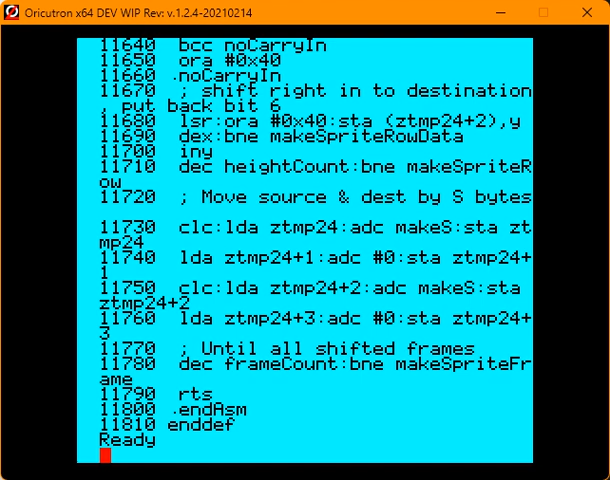 Oricutron x64 DEV WIP Rev: v.1.2.4-20210214
11640  bcc noCarryIn
11650  ora #0x40
11660 .noCarryIn
11670  ; shift right in to destination
, put back bit 6
11680  lsr:ora #0x40:sta (ztmp24+2),y
11690  dex:bne makeSpriteRowData
11700  iny
11710  dec heightCount:bne makeSpriteR
ow
11720  ; Move source & dest by S bytes
11730  clc:lda ztmp24:adc makeS:sta zt
mp24
11740  lda ztmp24+1:adc #0:sta ztmp24+
1
11750  clc:lda ztmp24+2:adc makeS:sta
ztmp24+2
11760  lda ztmp24+3:adc #0:sta ztmp24+
3
11770  ; Until all shifted frames
11780  dec frameCount:bne makeSpriteFr
ame
11790  rts
11800 .endAsm
11810 enddef
Ready